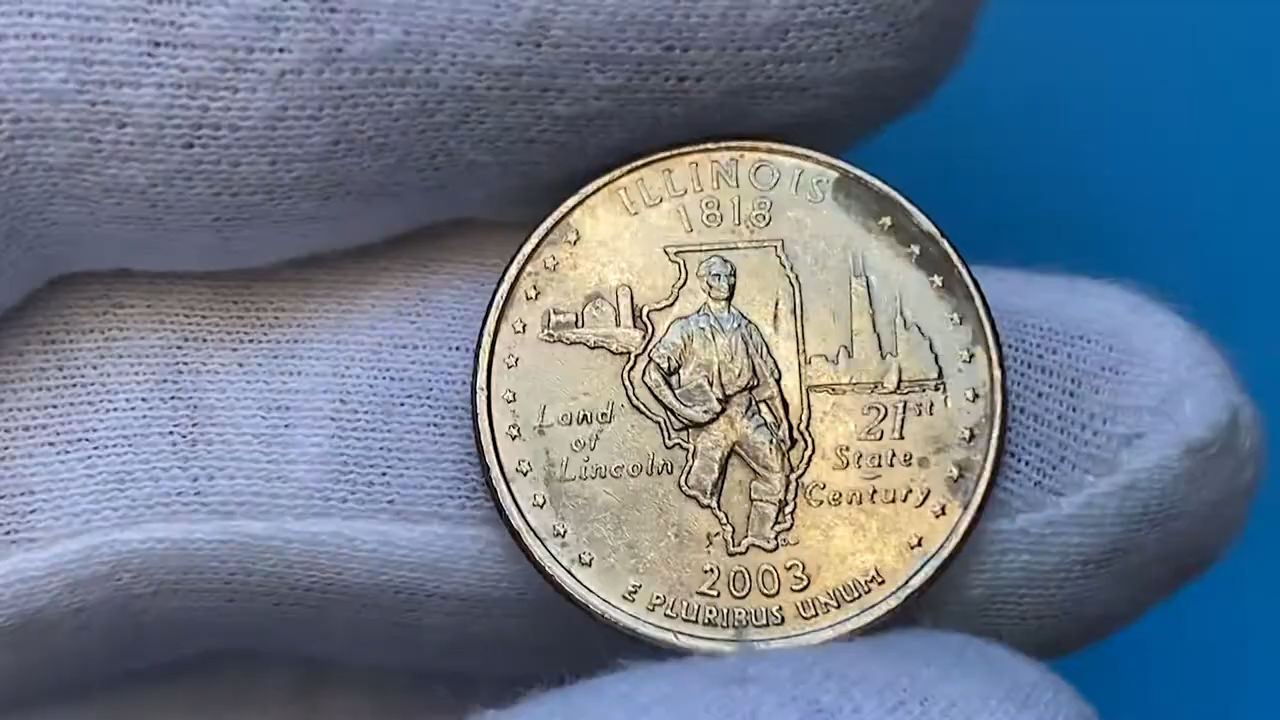 ILLINOIS
1818
Land
of
Lincoln
21st
State
Century
2003
E PLURIBUS UNUM